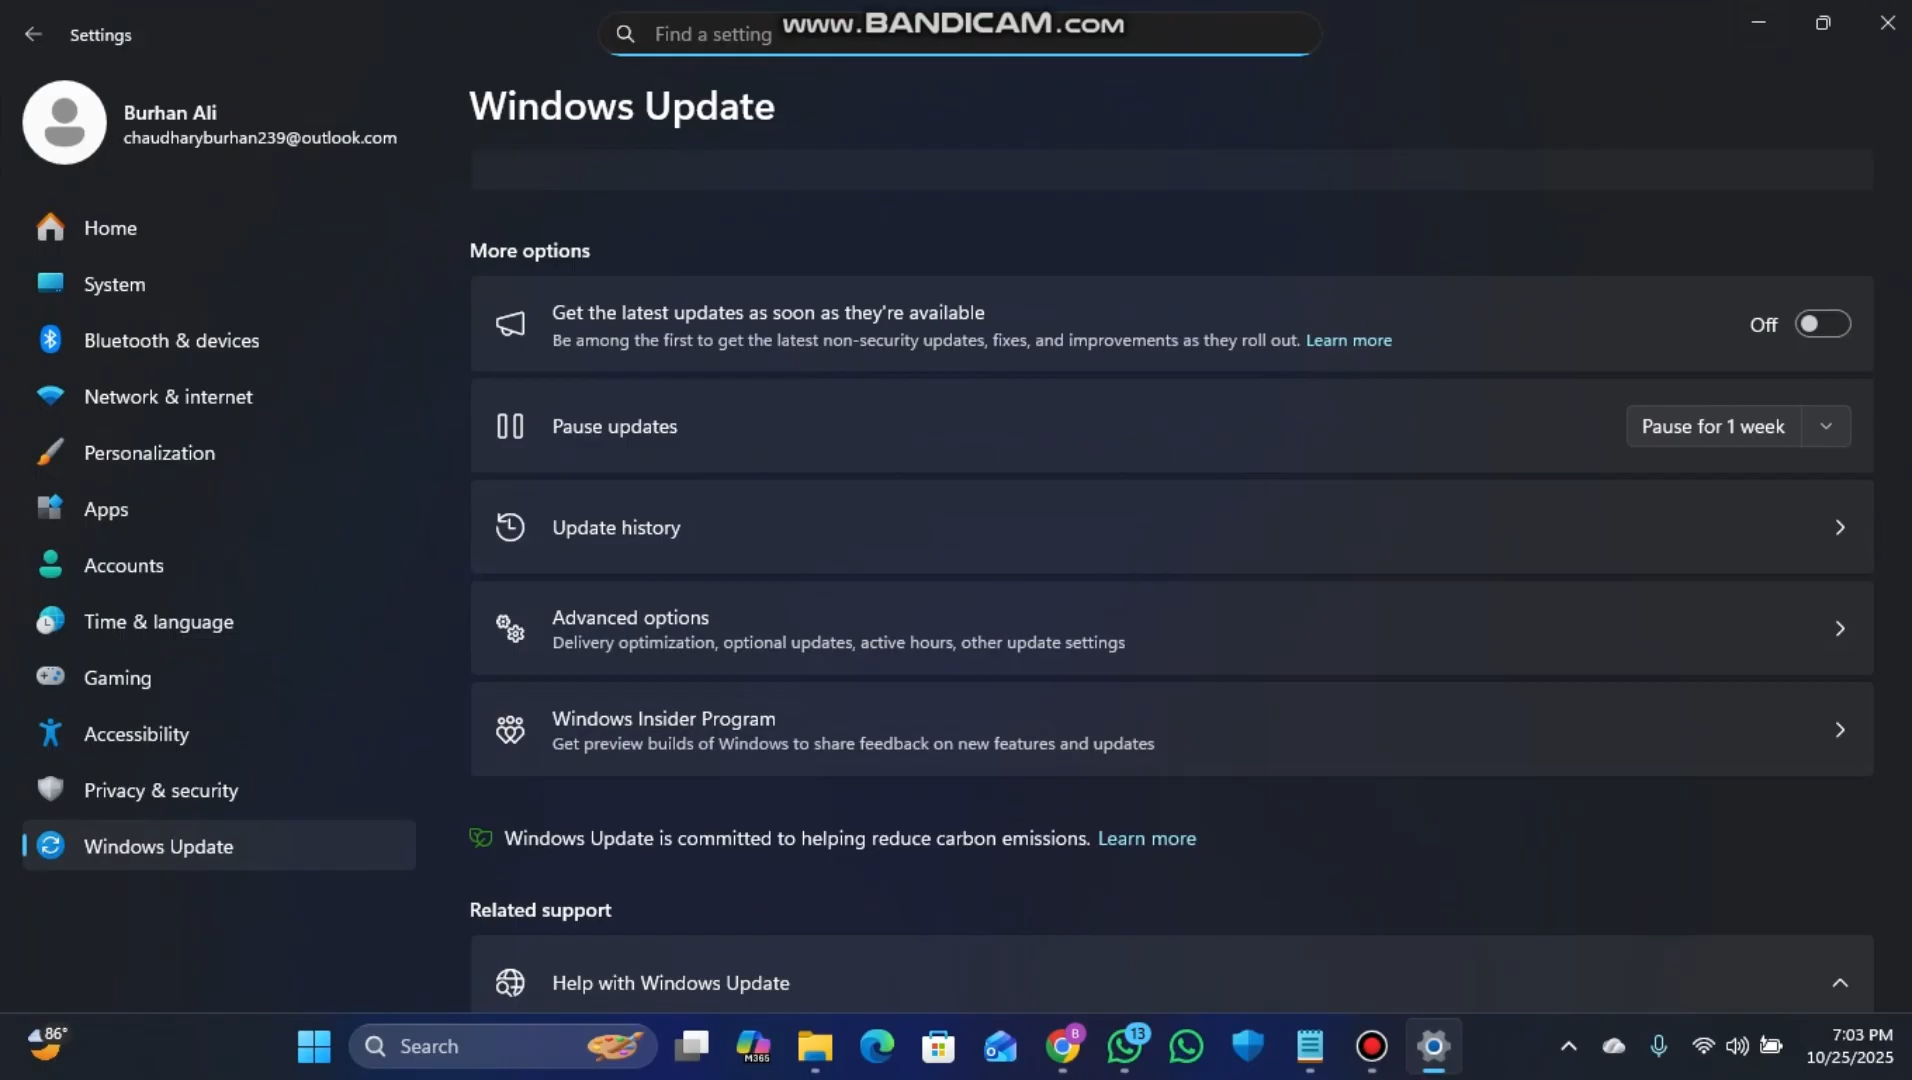 Settings
Find a setting
www.BANDICAM.com
Burhan Ali
chaudharyburhan239@outlook.com
Home
System
Bluetooth & devices
Network & internet
Personalization
Apps
Accounts
Time & language
Gaming
Accessibility
Privacy & security
Windows Update
Windows Update
More options
Get the latest updates as soon as they're available
Be among the first to get the latest non-security updates, fixes, and improvements as they roll out. Learn more
Off
Pause updates
Pause for 1 week
Update history
Advanced options
Delivery optimization, optional updates, active hours, other update settings
Windows Insider Program
Get preview builds of Windows to share feedback on new features and updates
Windows Update is committed to helping reduce carbon emissions. Learn more
Related support
Help with Windows Update
86°
Search
M365
B
13
7:03 PM
10/25/2025